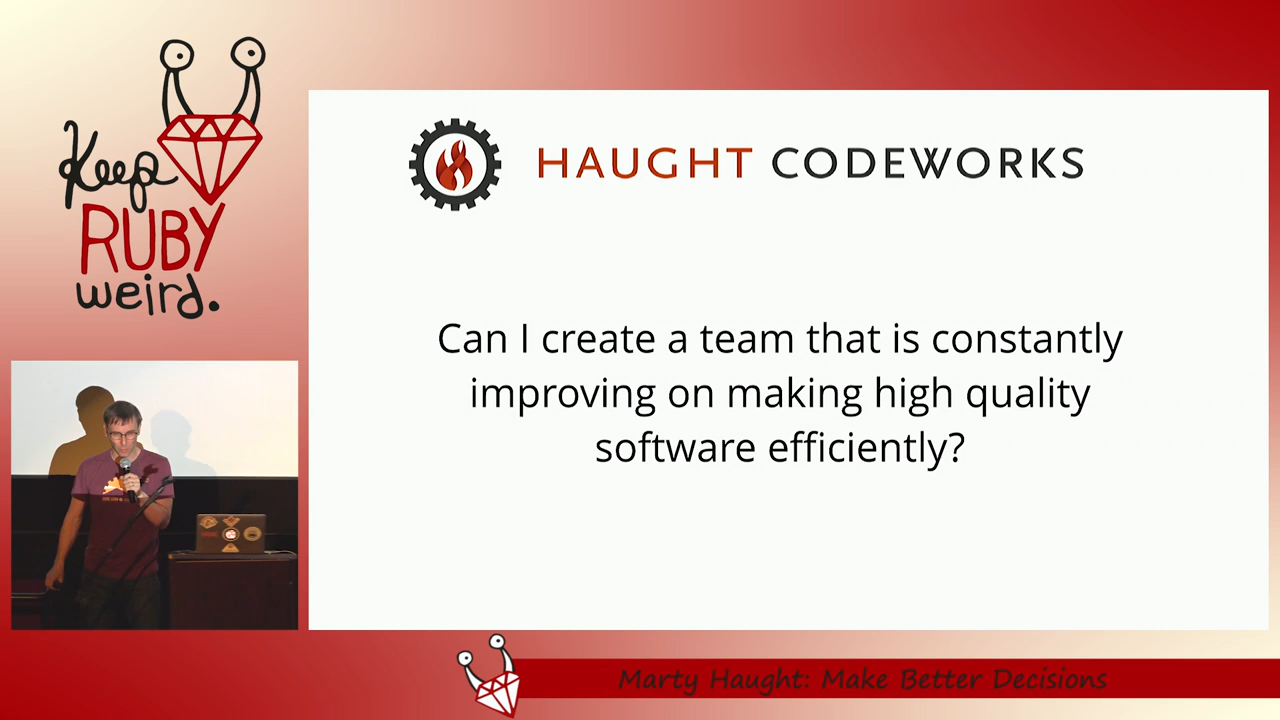 Keep
RUBY
weird.
HAUGHT CODEWORKS
Can I create a team that is constantly
improving on making high quality
software efficiently?
Marty Haught: Make Better Decisions